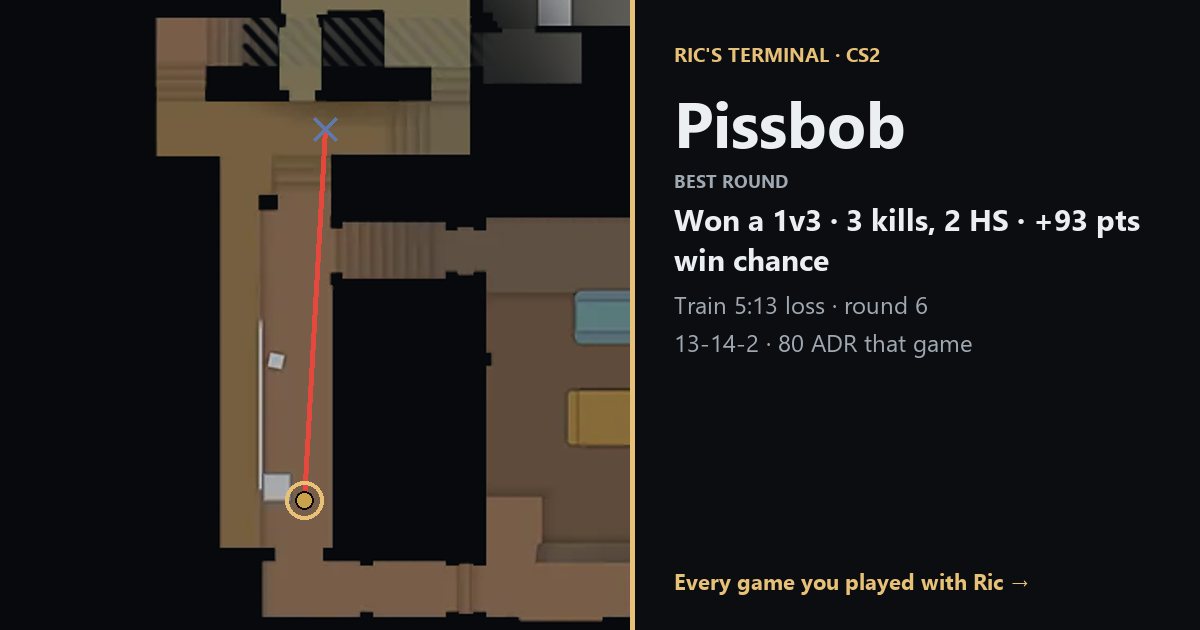 RIC'S TERMINAL · CS2
Pissbob
BEST ROUND
Won a 1v3 · 3 kills, 2 HS · +93 pts
win chance
Train 5:13 loss · round 6
13-14-2 · 80 ADR that game
Every game you played with Ric →